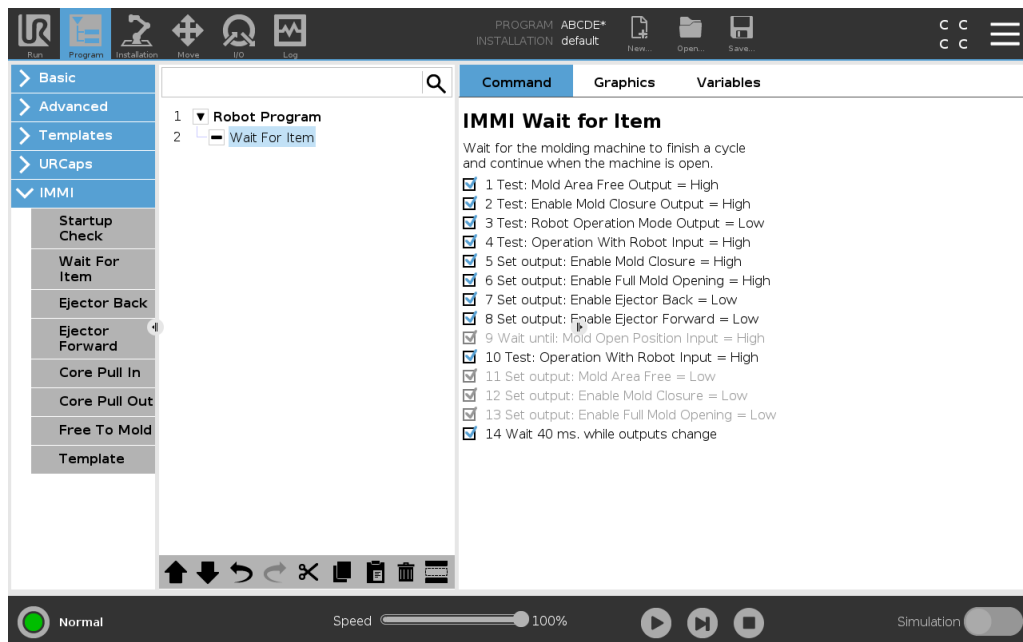 PROGRAM ABCDE*
INSTALLATION default
C C
C C
Run
Program
Installation
Move
I/O
Log
New...
Open...
Save...
Basic
Advanced
Templates
URCaps
IMMI
Startup
Check
Wait For
Item
Ejector Back
Ejector
Forward
Core Pull In
Core Pull Out
Free To Mold
Template
1 Robot Program
2 Wait For Item
Command Graphics Variables
IMMI Wait for Item
Wait for the molding machine to finish a cycle
and continue when the machine is open.
1 Test: Mold Area Free Output = High
2 Test: Enable Mold Closure Output = High
3 Test: Robot Operation Mode Output = Low
4 Test: Operation With Robot Input = High
5 Set output: Enable Mold Closure = High
6 Set output: Enable Full Mold Opening = High
7 Set output: Enable Ejector Back = Low
8 Set output: Enable Ejector Forward = Low
9 Wait until: Mold Open Position Input = High
10 Test: Operation With Robot Input = High
11 Set output: Mold Area Free = Low
12 Set output: Enable Mold Closure = Low
13 Set output: Enable Full Mold Opening = Low
14 Wait 40 ms. while outputs change
Normal
Speed 100%
Simulation